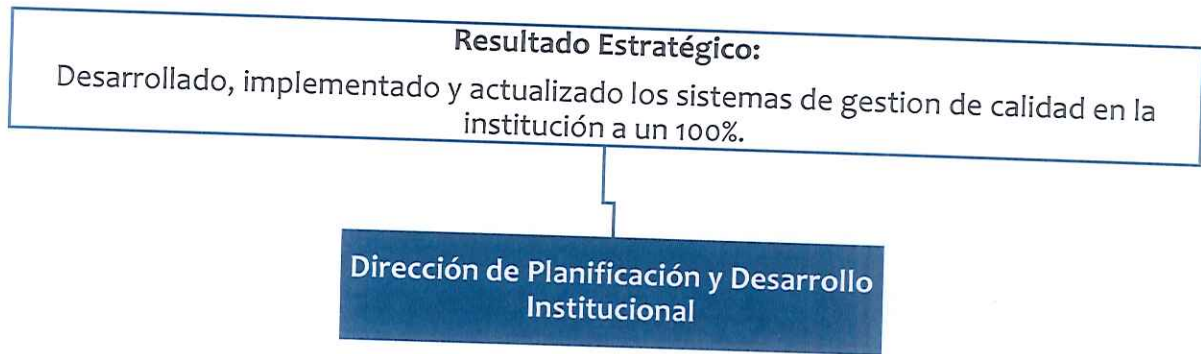 Resultado Estratégico:
Desarrollado, implementado y actualizado los sistemas de gestion de calidad en la
institución a un 100%.
Dirección de Planificación y Desarrollo
Institucional